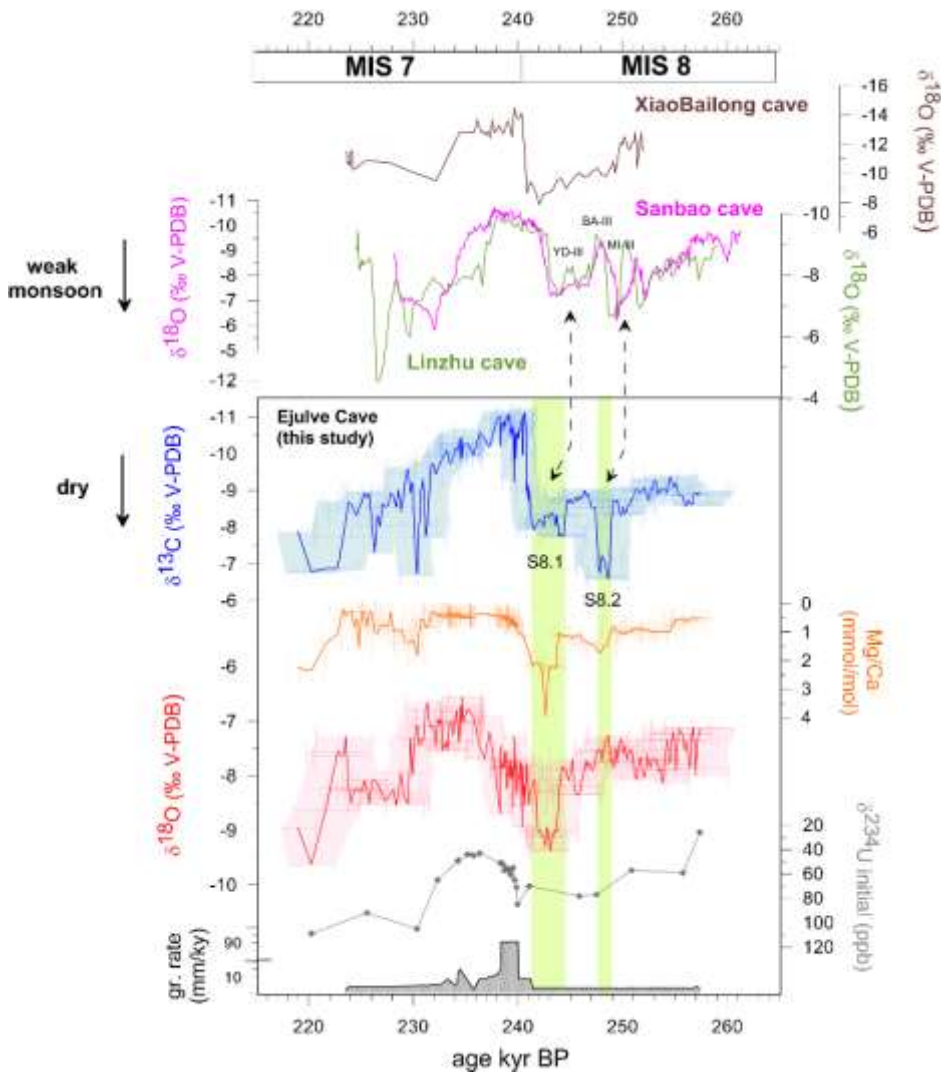 220 230 240 250 260
MIS 7 MIS 8
-16
-14
-12
-10
-8
-6
δ18O (‰ V-PDB)
XiaoBailong cave
-11
-10
-9
-8
-7
-6
-5
δ18O (‰ V-PDB)
Sanbao cave
BA-III
YD-III
MI-III
-10
-8
-6
-4
δ18O (‰ V-PDB)
weak
monsoon
Linzhu cave
-12
-11
-10
-9
-8
-7
-6
δ13C (‰ V-PDB)
Ejulve Cave
(this study)
dry
S8.1
S8.2
0
1
2
3
4
Mg/Ca
(mmol/mol)
-6
-7
-8
-9
-10
δ18O (‰ V-PDB)
20
40
60
80
100
120
δ234U initial (ppb)
90
10
gr. rate
(mm/ky)
220 230 240 250 260
age kyr BP